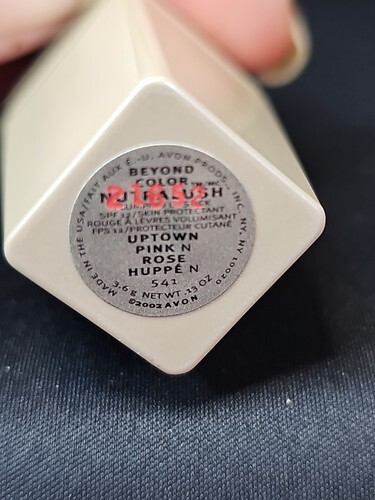 MADE IN THE USA/FAIT AUX É.-U. AVON PRODS., INC. NY, NY 10020
BEYOND
COLOR
SPF 12/SKIN PROTECTANT
ROUGE À LÈVRES VOLUMISANT
FPS 12/PROTECTEUR CUTANÉ
UPTOWN
PINK N
ROSE
HUPPÉ N
541
3.6 g NET WT .13 OZ
©2002 AVON